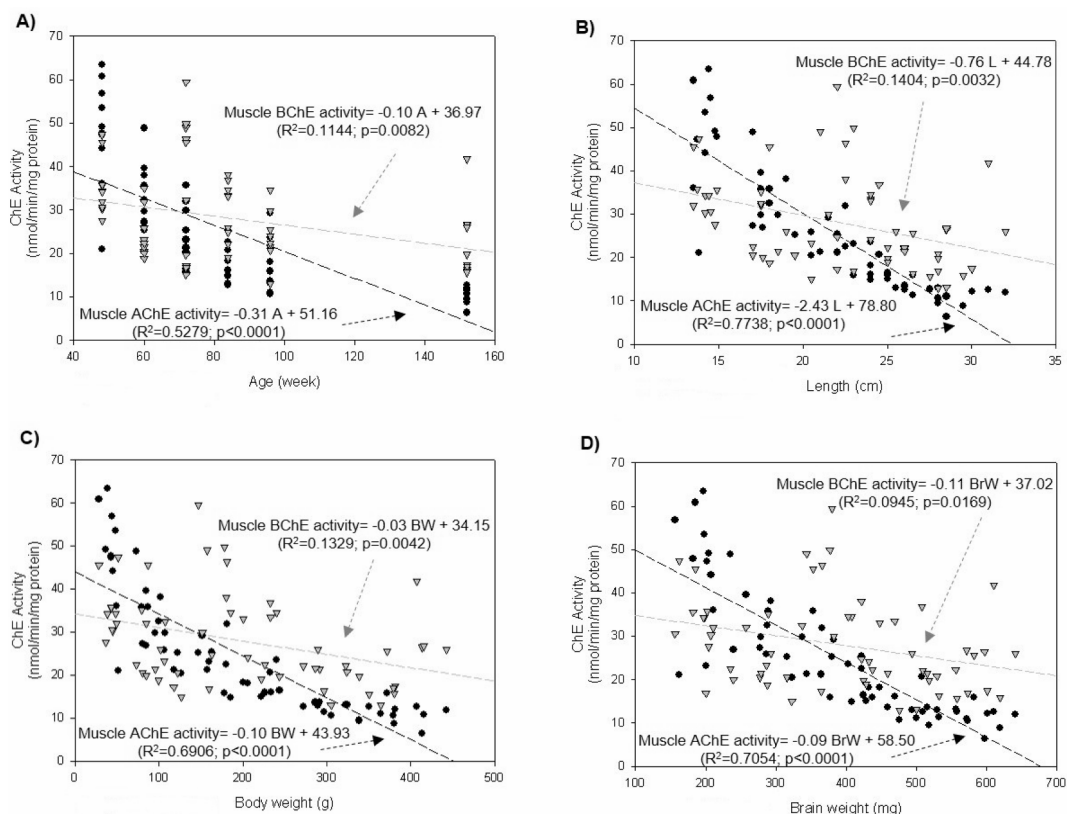 A)
70
60
50
40
30
20
10
0
ChE Activity
(nmol/min/mg protein)
Muscle BChE activity= -0.10 A + 36.97
(R²=0.1144; p=0.0082)
Muscle AChE activity= -0.31 A + 51.16
(R²=0.5279; p<0.0001)
40 60 80 100 120 140 160
Age (week)
B)
70
60
50
40
30
20
10
0
ChE Activity
(nmol/min/mg protein)
Muscle BChE activity= -0.76 L + 44.78
(R²=0.1404; p=0.0032)
Muscle AChE activity= -2.43 L + 78.80
(R²=0.7738; p<0.0001)
10 15 20 25 30 35
Length (cm)
C)
70
60
50
40
30
20
10
0
ChE Activity
(nmol/min/mg protein)
Muscle BChE activity= -0.03 BW + 34.15
(R²=0.1329; p=0.0042)
Muscle AChE activity= -0.10 BW + 43.93
(R²=0.6906; p<0.0001)
0 100 200 300 400 500
Body weight (g)
D)
70
60
50
40
30
20
10
0
ChE Activity
(nmol/min/mg protein)
Muscle BChE activity= -0.11 BrW + 37.02
(R²=0.0945; p=0.0169)
Muscle AChE activity= -0.09 BrW + 58.50
(R²=0.7054; p<0.0001)
100 200 300 400 500 600 700
Brain weight (mg)